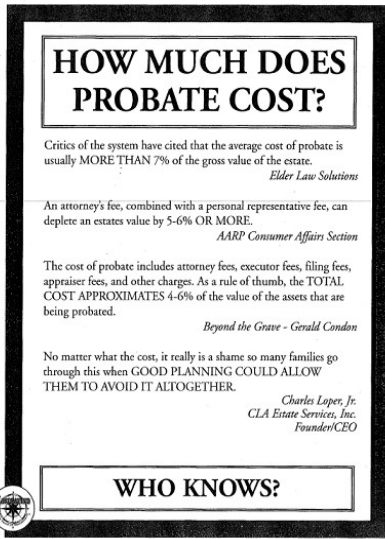 HOW MUCH DOES
PROBATE COST?
Critics of the system have cited that the average cost of probate is
usually MORE THAN 7% of the gross value of the estate.
Elder Law Solutions
An attorney's fee, combined with a personal representative fee, can
deplete an estates value by 5-6% OR MORE.
AARP Consumer Affairs Section
The cost of probate includes attorney fees, executor fees, filing fees,
appraiser fees, and other charges. As a rule of thumb, the TOTAL
COST APPROXIMATES 4-6% of the value of the assets that are
being probated.
Beyond the Grave - Gerald Condon
No matter what the cost, it really is a shame so many families go
through this when GOOD PLANNING COULD ALLOW
THEM TO AVOID IT ALTOGETHER.
Charles Loper, Jr.
CLA Estate Services, Inc.
Founder/CEO
WHO KNOWS?